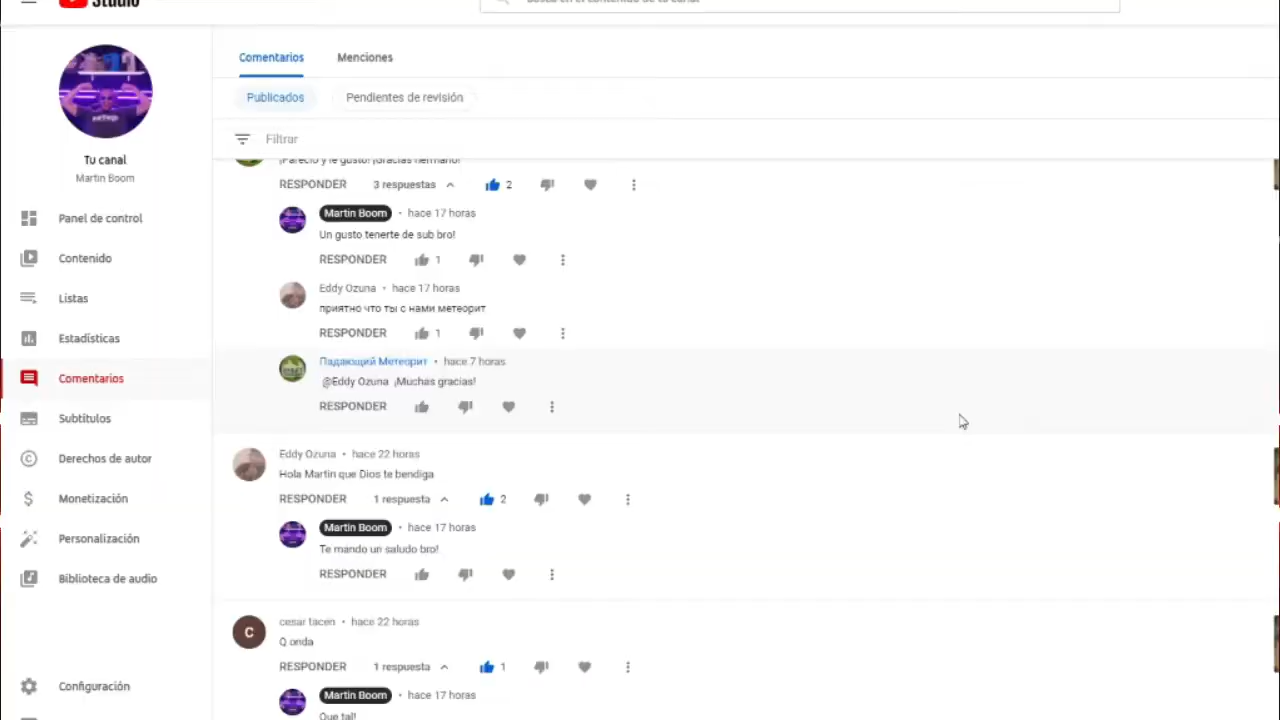 Studio
Busca en el contenido de tu canal
Comentarios
Menciones
Publicados
Pendientes de revisión
Filtrar
Tu canal
Martin Boom
Panel de control
Contenido
Listas
Estadísticas
Comentarios
Subtítulos
Derechos de autor
Monetización
Personalización
Biblioteca de audio
Configuración
¡Pareció y le gustó! ¡Gracias hermano!
RESPONDER 3 respuestas 2
Martin Boom • hace 17 horas
Un gusto tenerte de sub bro!
RESPONDER 1
Eddy Ozuna • hace 17 horas
приятно что ты с нами метеорит
RESPONDER 1
Падающий Метеорит • hace 7 horas
@Eddy Ozuna ¡Muchas gracias!
RESPONDER
Eddy Ozuna • hace 22 horas
Hola Martin que Dios te bendiga
RESPONDER 1 respuesta 2
Martin Boom • hace 17 horas
Te mando un saludo bro!
RESPONDER
C
cesar tacen • hace 22 horas
Q onda
RESPONDER 1 respuesta 1
Martin Boom • hace 17 horas
Que tal!